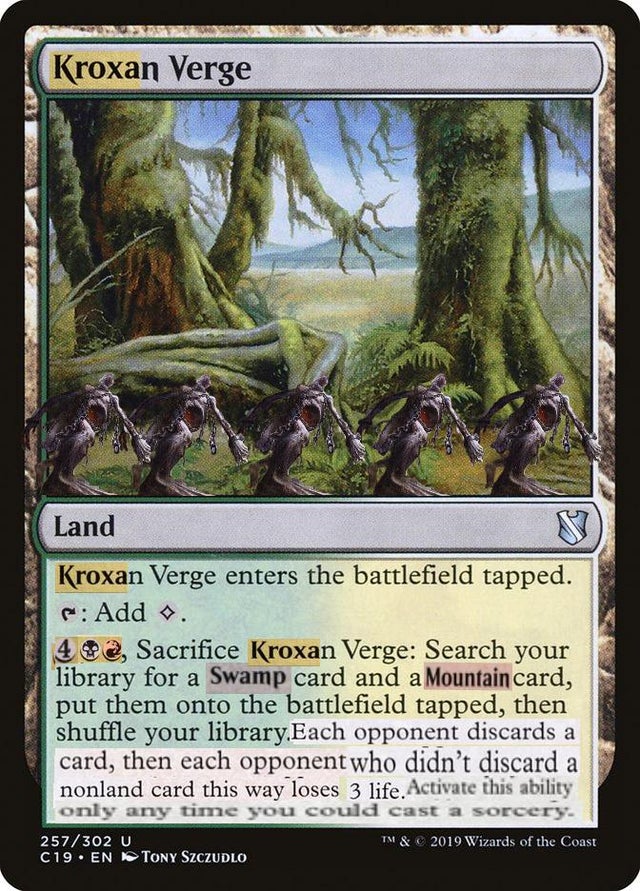 Kroxan Verge
Land
Kroxan Verge enters the battlefield tapped.
: Add .
4, Sacrifice Kroxan Verge: Search your
library for a Swamp card and a Mountain card,
put them onto the battlefield tapped, then
shuffle your library. Each opponent discards a
card, then each opponent who didn't discard a
nonland card this way loses 3 life. Activate this ability
only any time you could cast a sorcery.
257/302 U
C19 • EN Tony Szczudlo
™ & © 2019 Wizards of the Coast